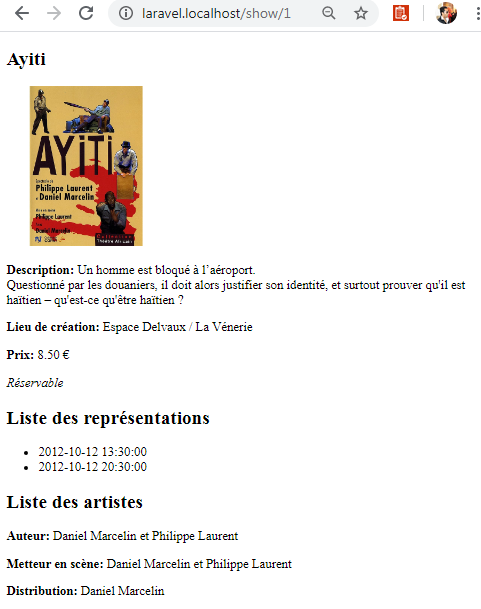 laravel.localhost/show/1
Ayiti
AYiTi
Philippe Laurent
Daniel Marcelin
Philippe Laurent
Daniel Marcelin
Description: Un homme est bloqué à l'aéroport.
Questionné par les douaniers, il doit alors justifier son identité, et surtout prouver qu'il est
haïtien – qu'est-ce qu'être haïtien ?
Lieu de création: Espace Delvaux / La Vénerie
Prix: 8.50 €
Réservable
Liste des représentations
• 2012-10-12 13:30:00
• 2012-10-12 20:30:00
Liste des artistes
Auteur: Daniel Marcelin et Philippe Laurent
Metteur en scène: Daniel Marcelin et Philippe Laurent
Distribution: Daniel Marcelin